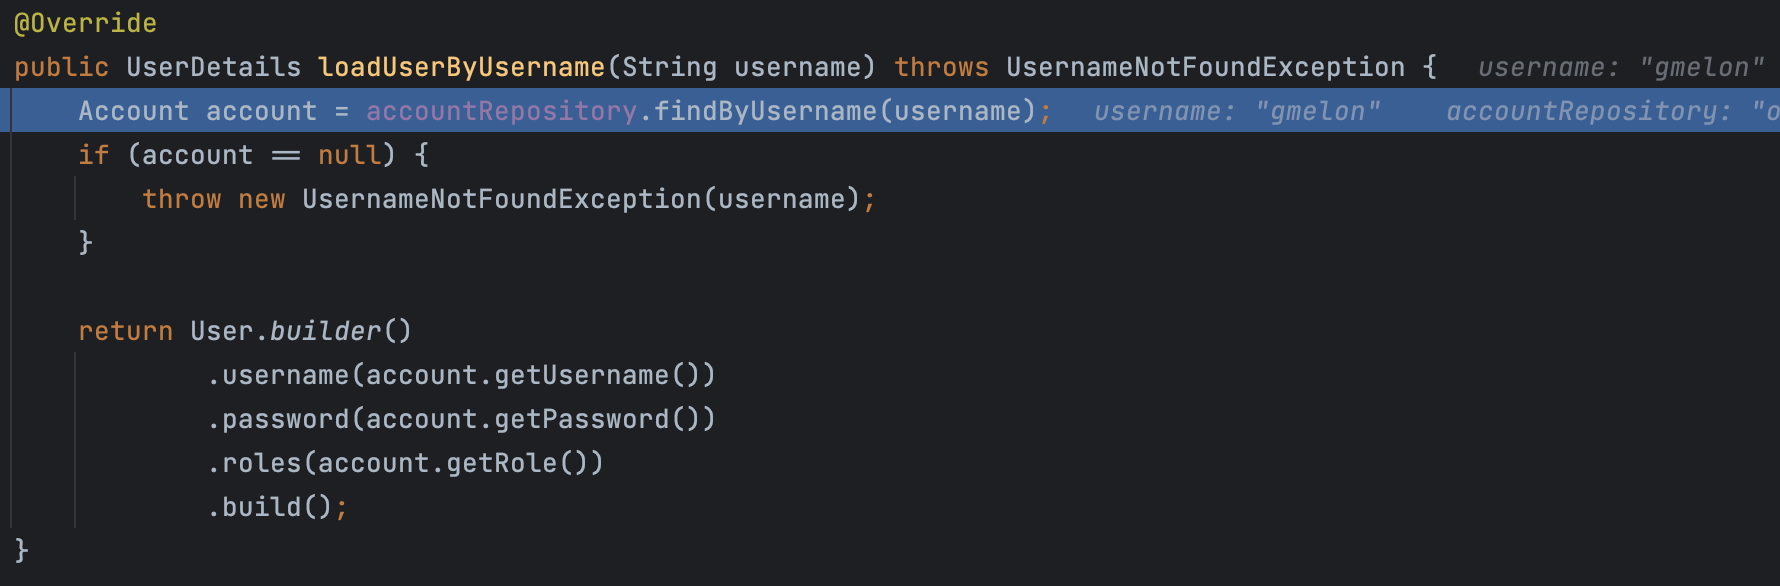 @Override
public UserDetails loadUserByUsername(String username) throws UsernameNotFoundException {  username: "gmelon"
    Account account = accountRepository.findByUsername(username);  username: "gmelon"    accountRepository: "o
    if (account == null) {
        throw new UsernameNotFoundException(username);
    }
    return User.builder()
            .username(account.getUsername())
            .password(account.getPassword())
            .roles(account.getRole())
            .build();
}